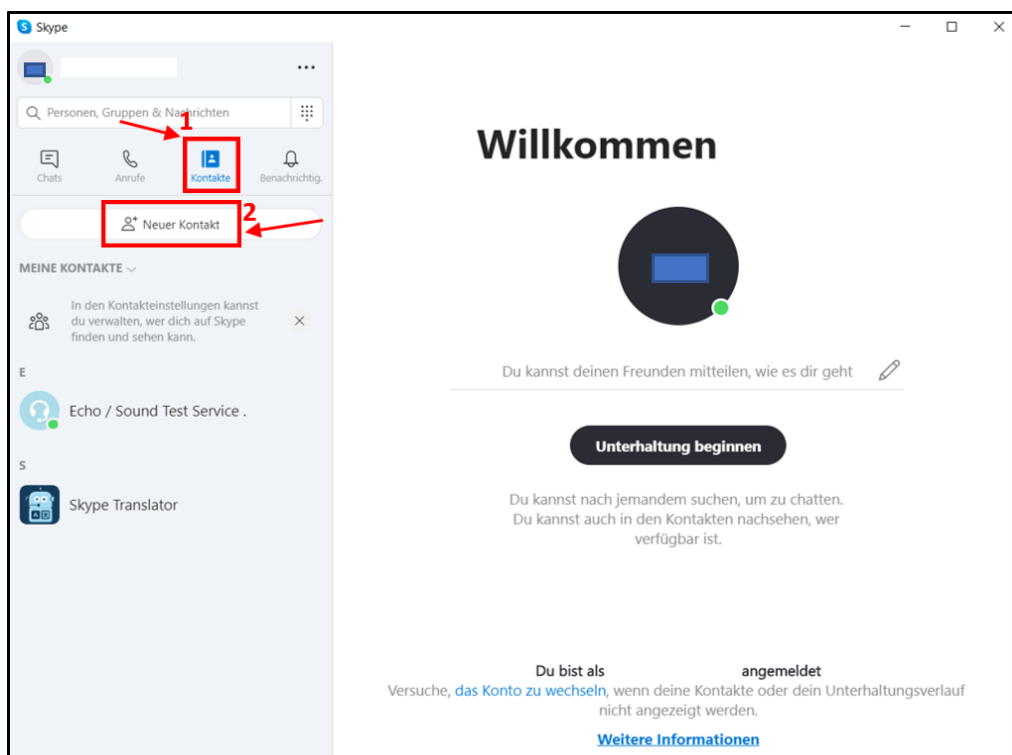 Skype
Personen, Gruppen & Nachrichten
1
Chats
Anrufe
Kontakte
Benachrichtig.
2
Neuer Kontakt
MEINE KONTAKTE
In den Kontakteinstellungen kannst
du verwalten, wer dich auf Skype
finden und sehen kann.
E
Echo / Sound Test Service .
S
Skype Translator
Willkommen
Du kannst deinen Freunden mitteilen, wie es dir geht
Unterhaltung beginnen
Du kannst nach jemandem suchen, um zu chatten.
Du kannst auch in den Kontakten nachsehen, wer
verfügbar ist.
Du bist als angemeldet
Versuche, das Konto zu wechseln, wenn deine Kontakte oder dein Unterhaltungsverlauf
nicht angezeigt werden.
Weitere Informationen